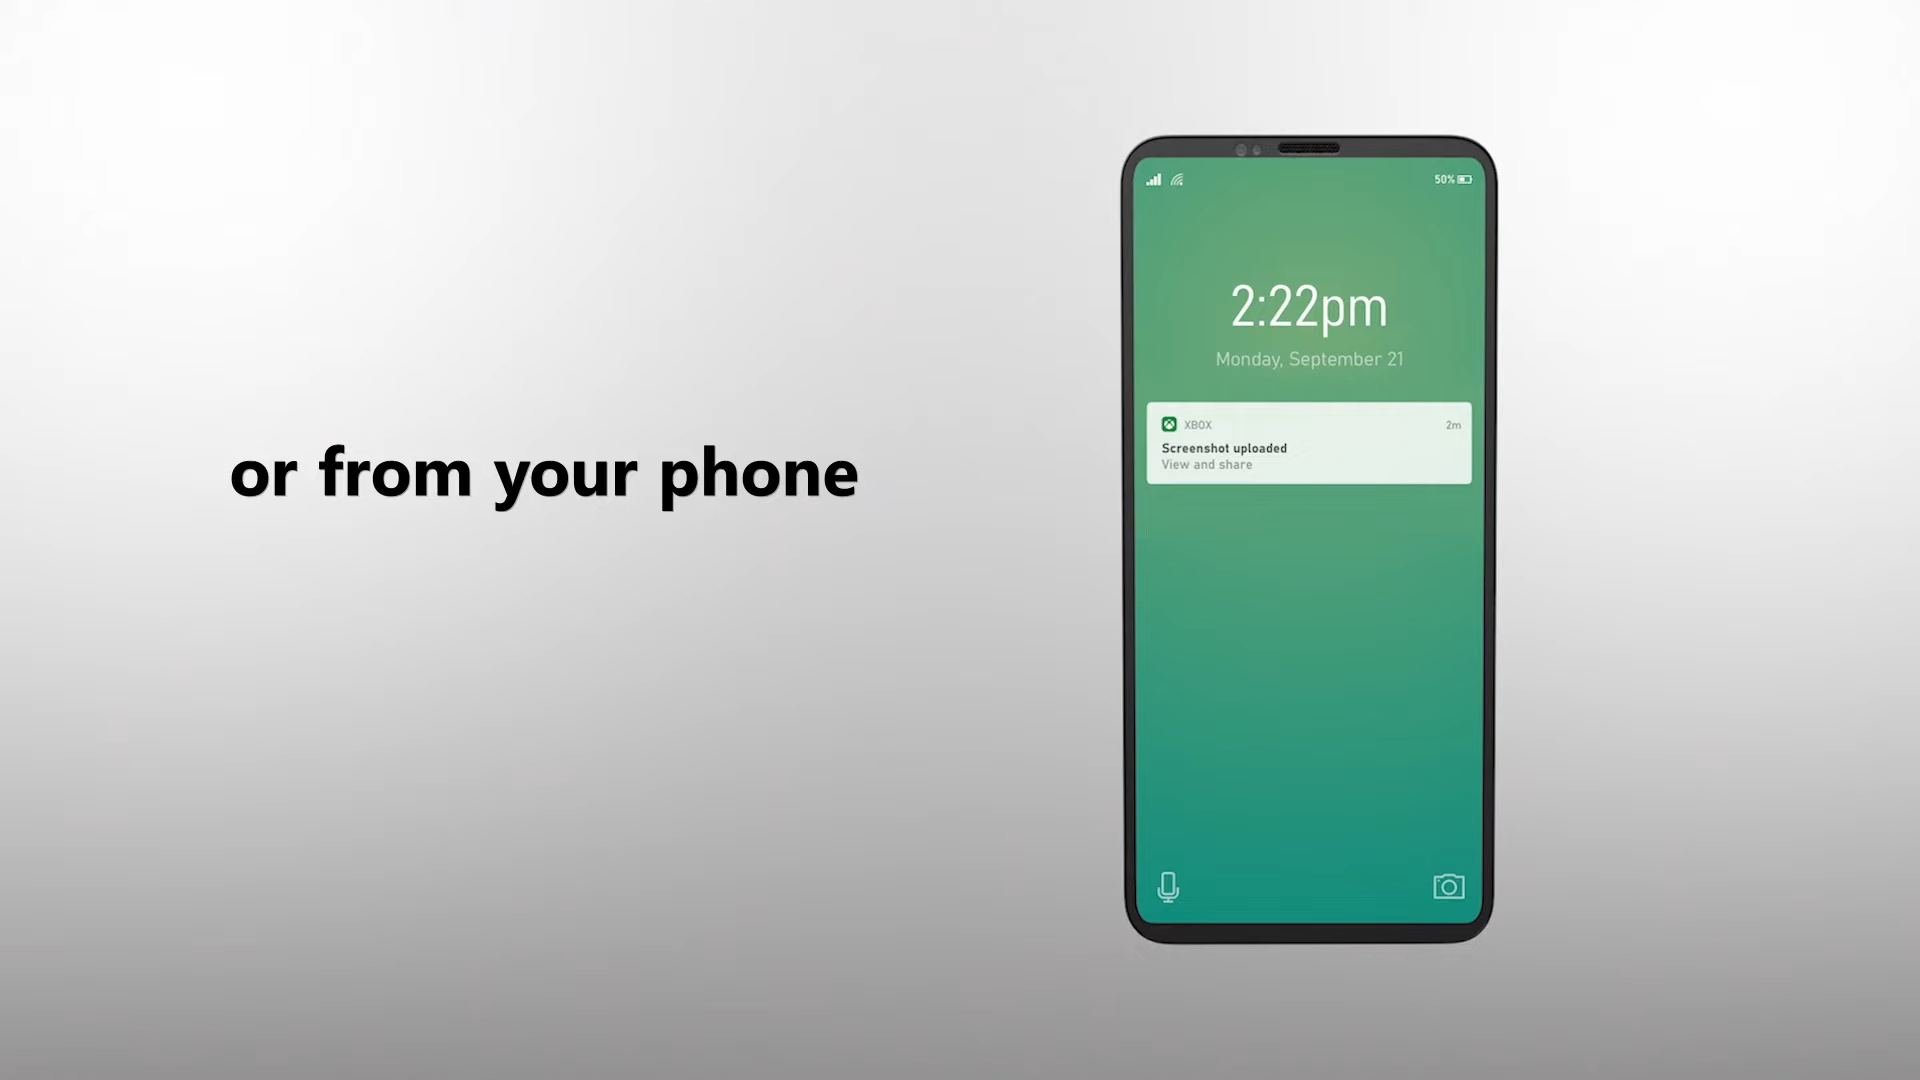 or from your phone
50%
2:22pm
Monday, September 21
XBOX 2m
Screenshot uploaded
View and share